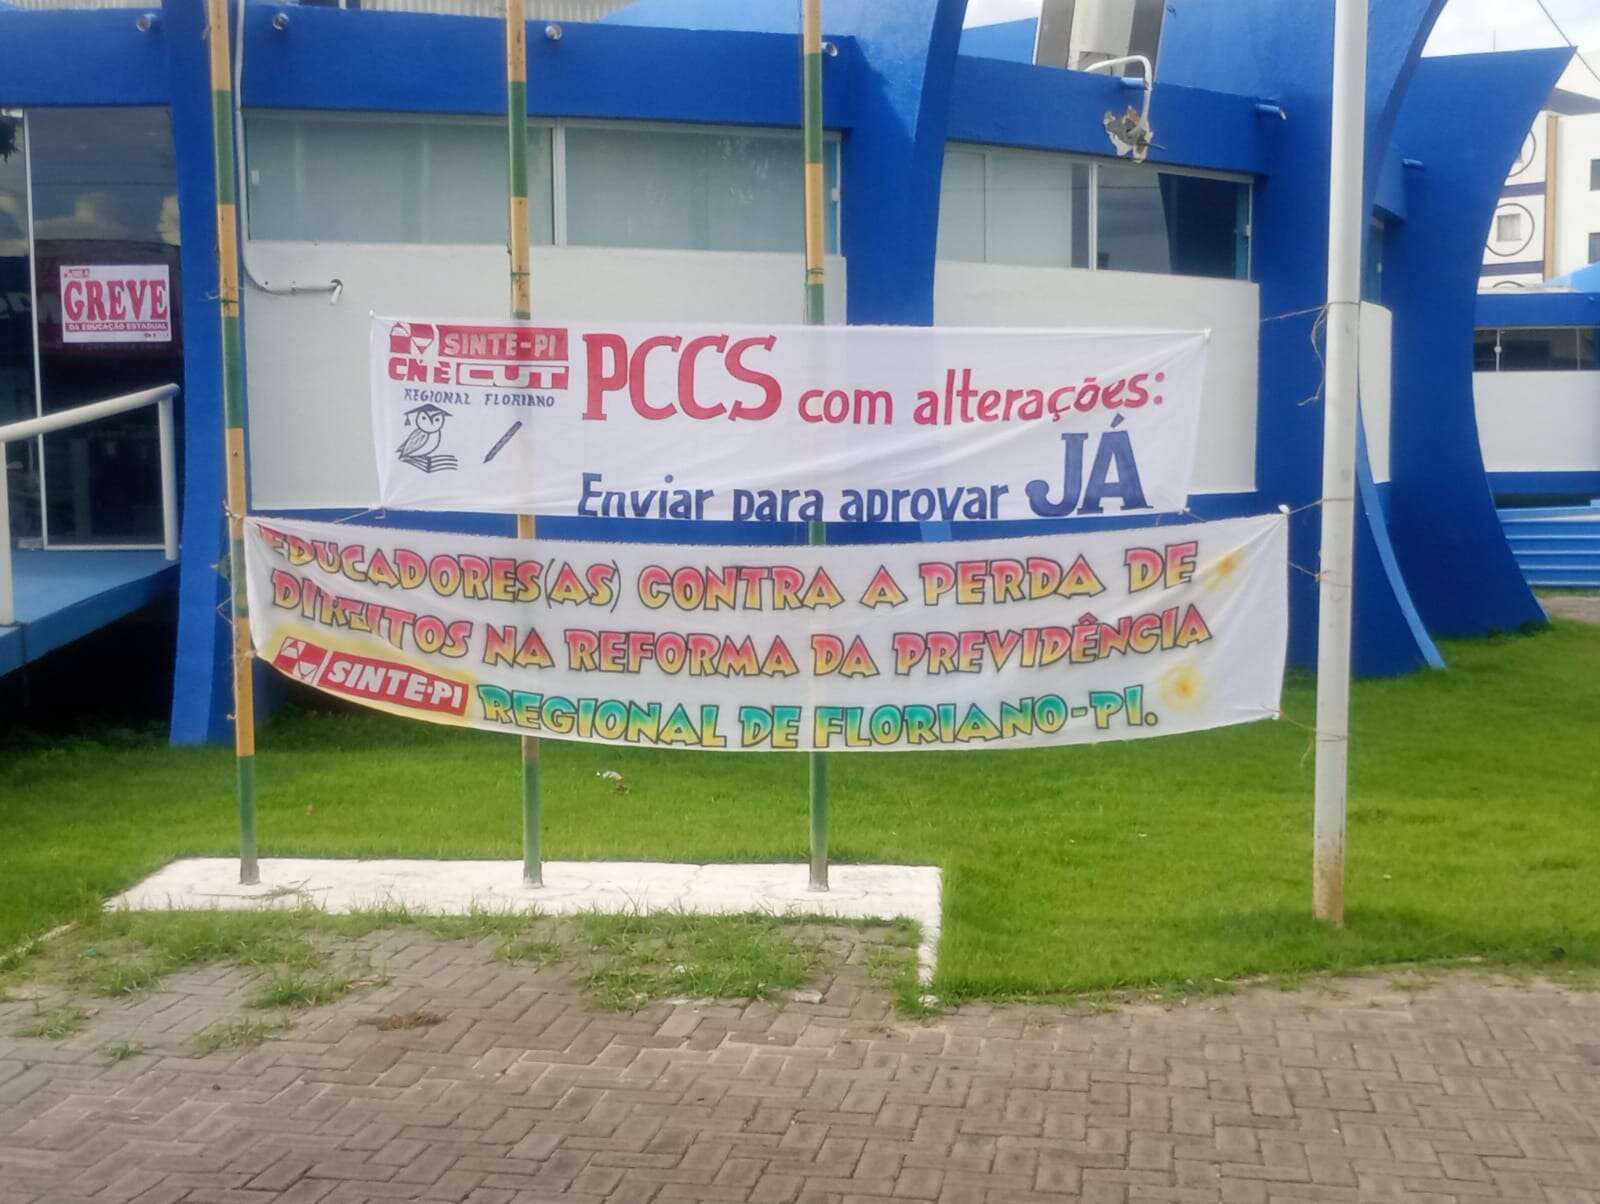 GREVE
DA EDUCAÇÃO ESTADUAL
SINTE-PI
CNTE CUT
REGIONAL FLORIANO
PCCS com alterações:
Enviar para aprovar JÁ
EDUCADORES(AS) CONTRA A PERDA DE
DIREITOS NA REFORMA DA PREVIDÊNCIA
SINTE-PI REGIONAL DE FLORIANO-PI.